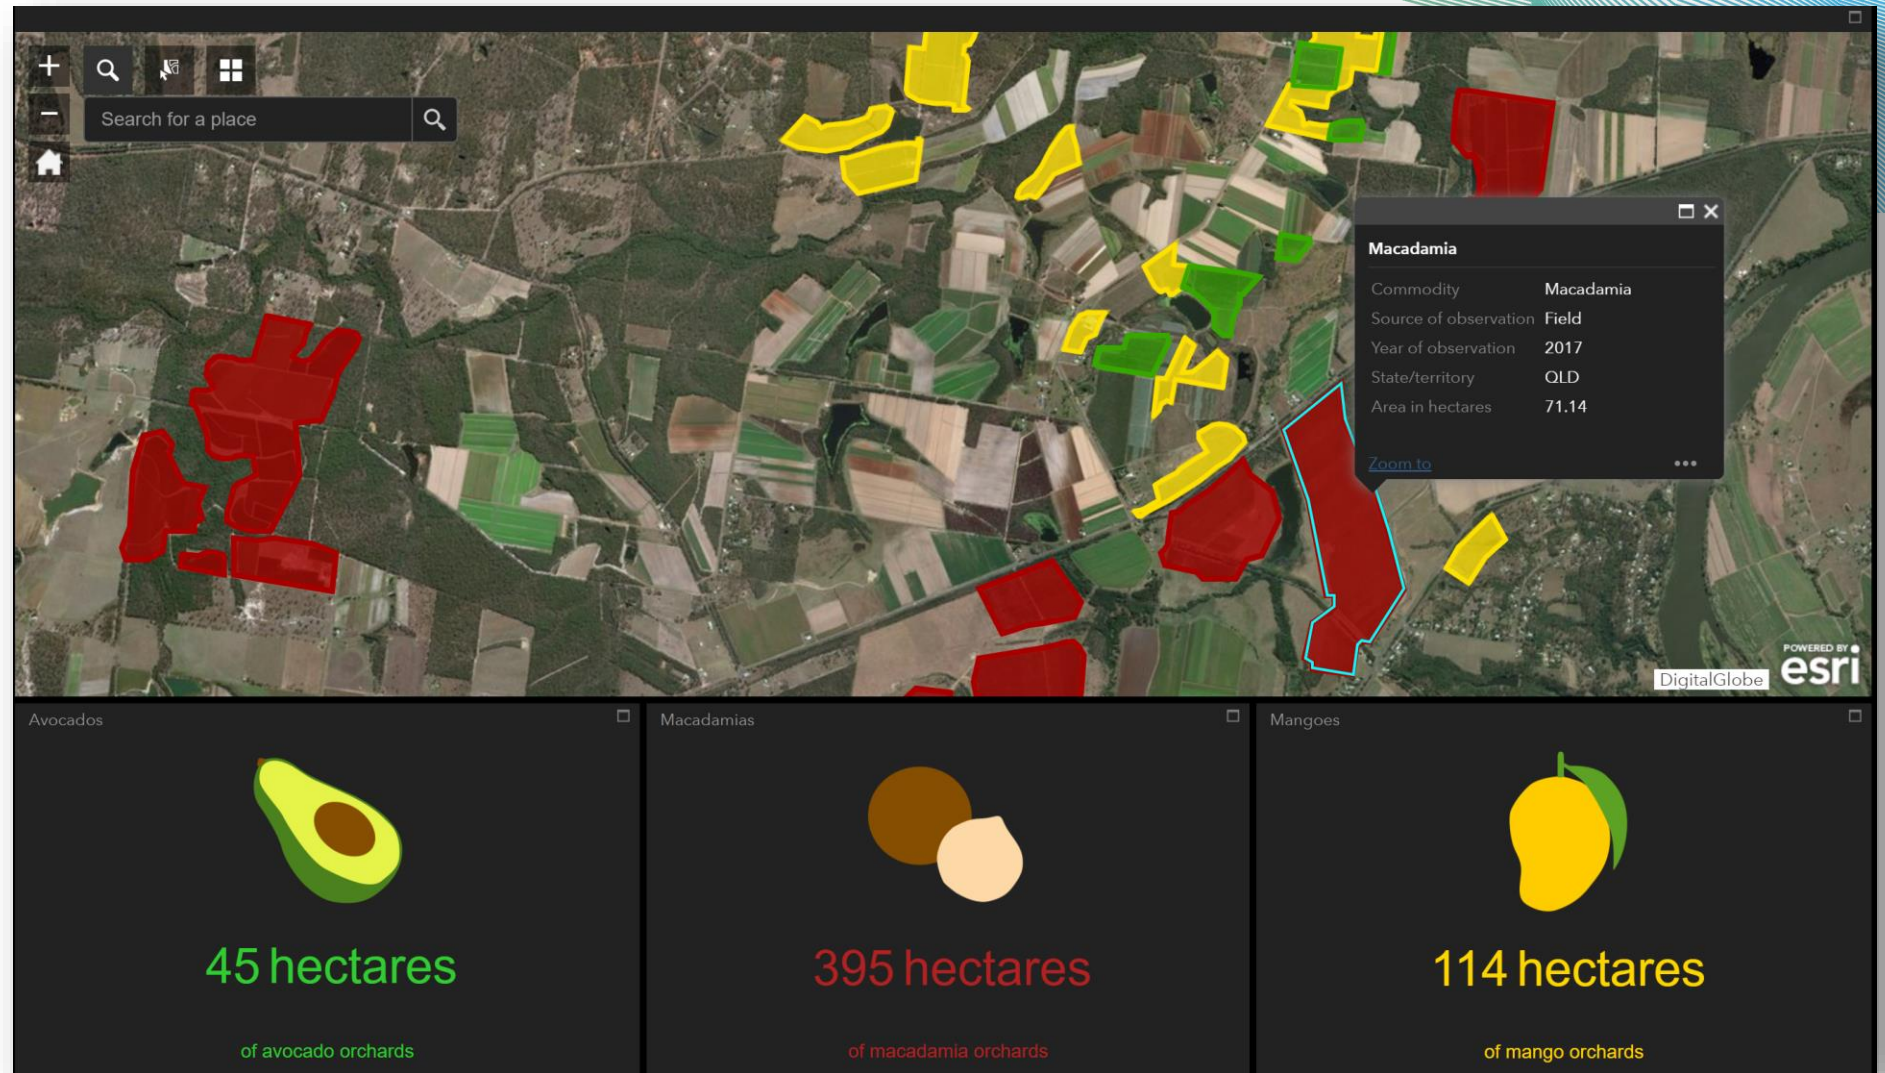 Search for a place
Macadamia
Commodity Macadamia
Source of observation Field
Year of observation 2017
State/territory QLD
Area in hectares 71.14
Zoom to
POWERED BY
esri
DigitalGlobe
Avocados
45 hectares
of avocado orchards
Macadamias
395 hectares
of macadamia orchards
Mangoes
114 hectares
of mango orchards